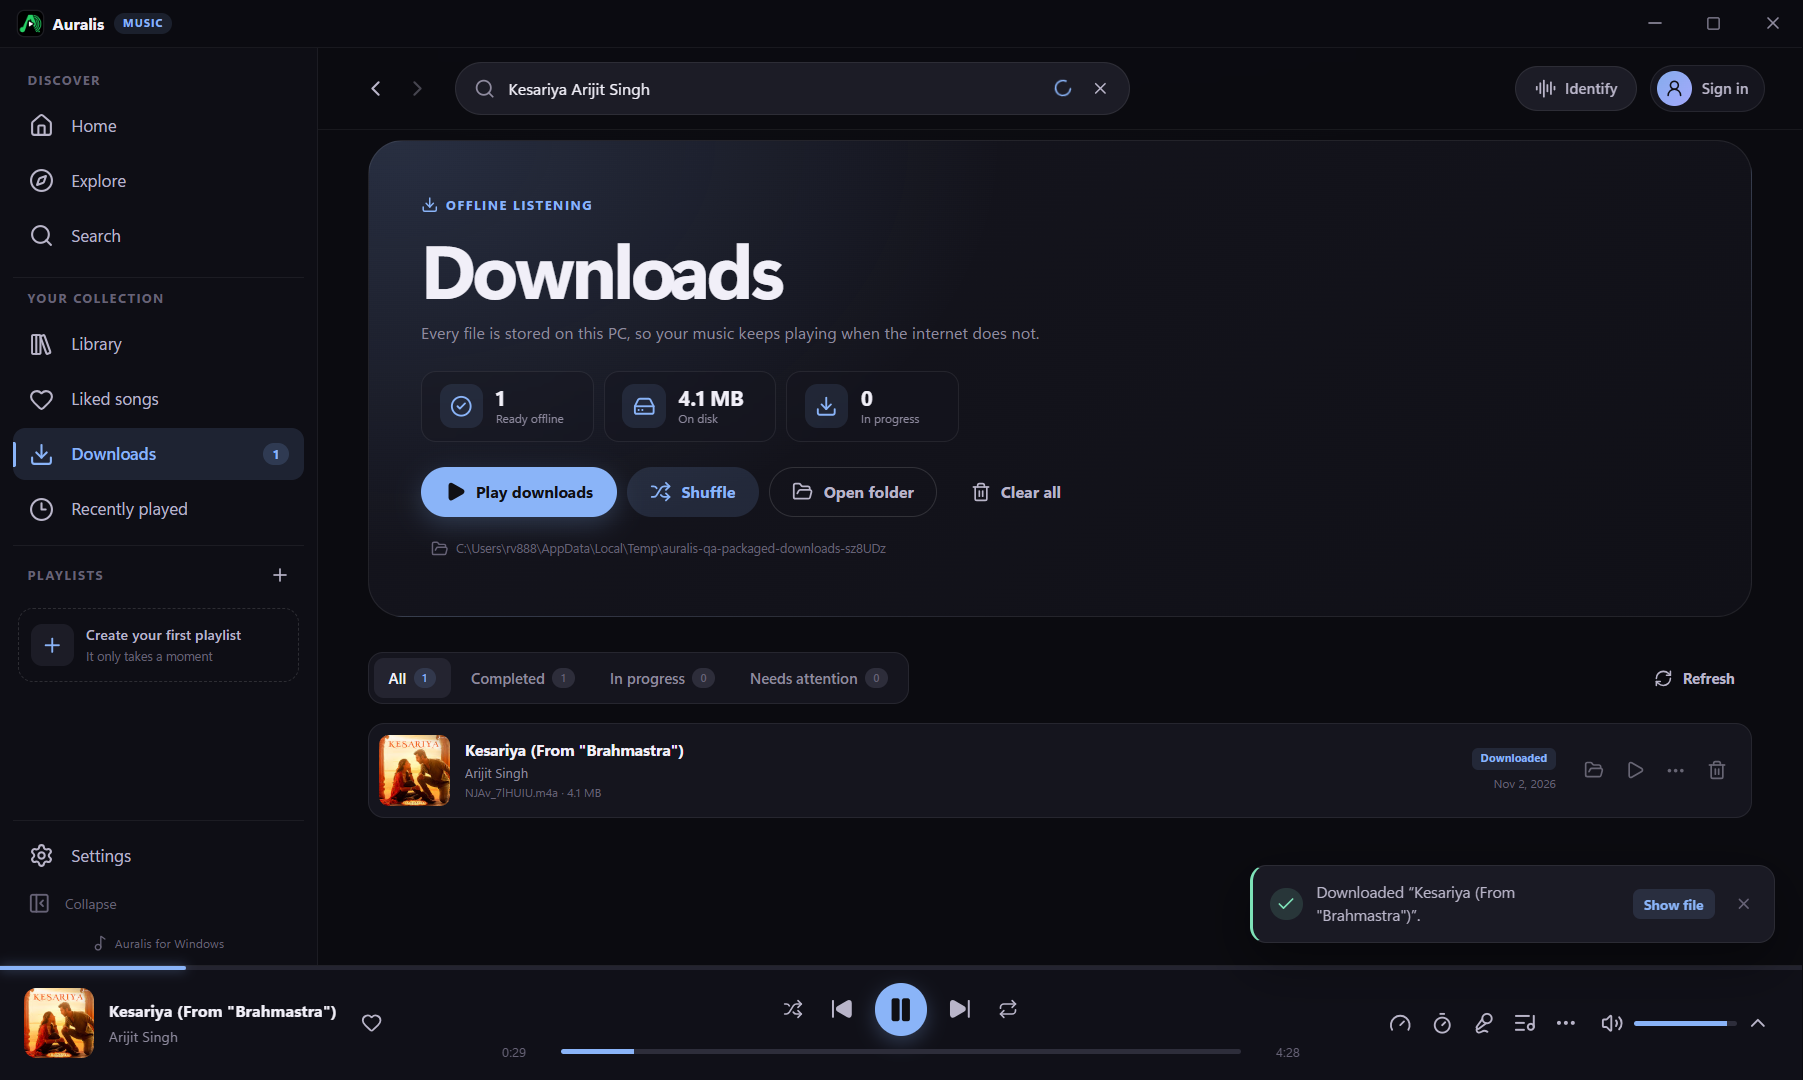 Auralis
MUSIC
DISCOVER
Home
Explore
Search
YOUR COLLECTION
Library
Liked songs
Downloads
1
Recently played
PLAYLISTS
Create your first playlist
It only takes a moment
Settings
Collapse
Auralis for Windows
Kesariya Arijit Singh
Identify
Sign in
OFFLINE LISTENING
Downloads
Every file is stored on this PC, so your music keeps playing when the internet does not.
1
Ready offline
4.1 MB
On disk
0
In progress
Play downloads
Shuffle
Open folder
Clear all
C:\Users\rv888\AppData\Local\Temp\auralis-qa-packaged-downloads-sz8UDz
All 1
Completed 1
In progress 0
Needs attention 0
Refresh
KESARIYA
Kesariya (From "Brahmastra")
Arijit Singh
NJAv_7lHUIU.m4a · 4.1 MB
Downloaded
Nov 2, 2026
Downloaded “Kesariya (From
"Brahmastra")”.
Show file
KESARIYA
Kesariya (From "Brahmastra")
Arijit Singh
0:29
4:28